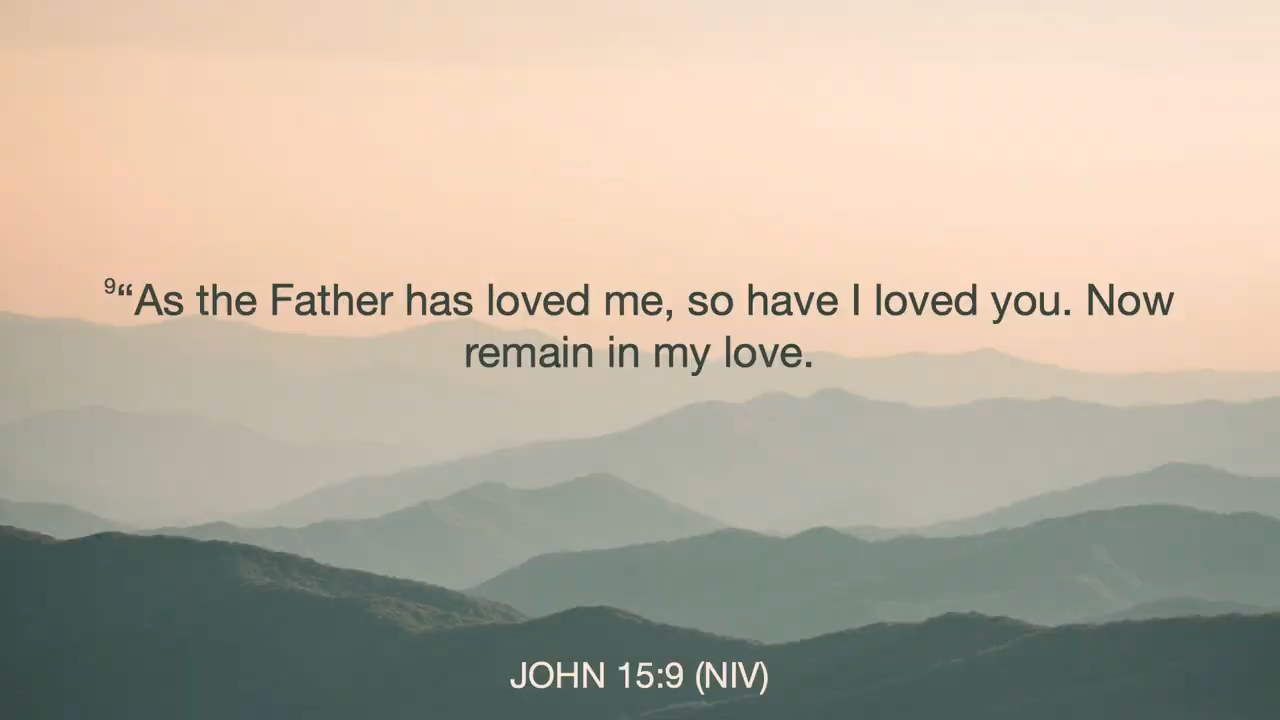 ⁹“As the Father has loved me, so have I loved you. Now
remain in my love.
JOHN 15:9 (NIV)